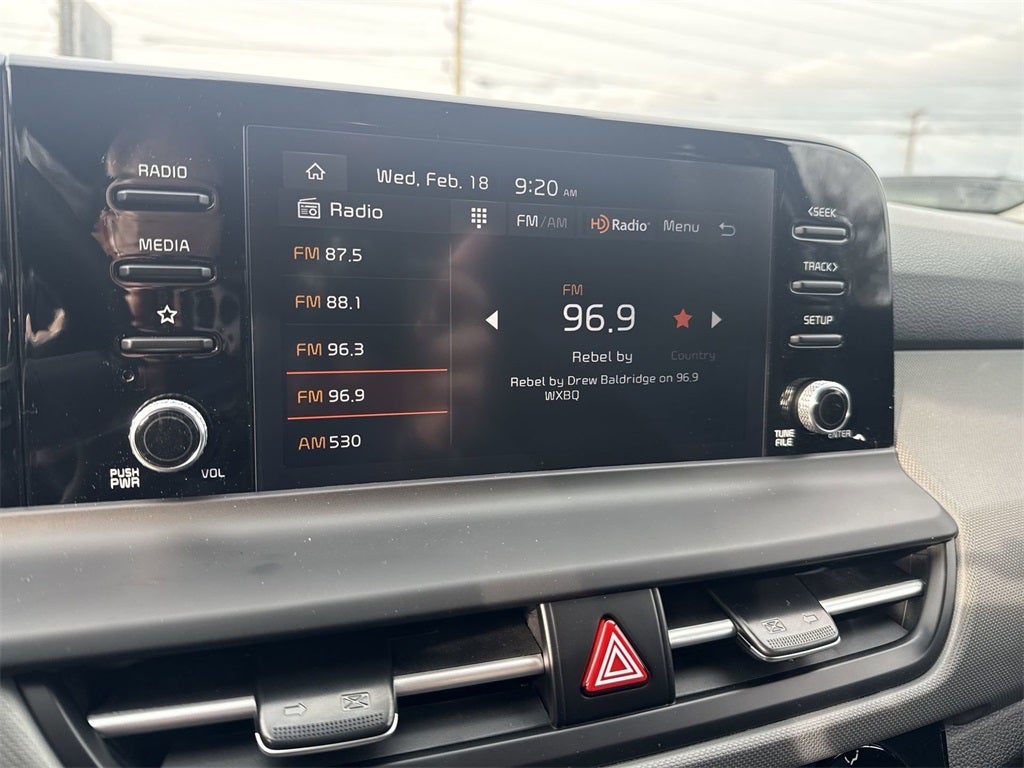 RADIO
MEDIA
PUSH
PWR
VOL
Wed, Feb. 18 9:20 AM
Radio
FM/AM
HD Radio
Menu
FM 87.5
FM 88.1
FM 96.3
FM 96.9
AM 530
FM
96.9
Rebel by
Country
Rebel by Drew Baldridge on 96.9
WXBQ
<SEEK
TRACK>
SETUP
TUNE
FILE
ENTER